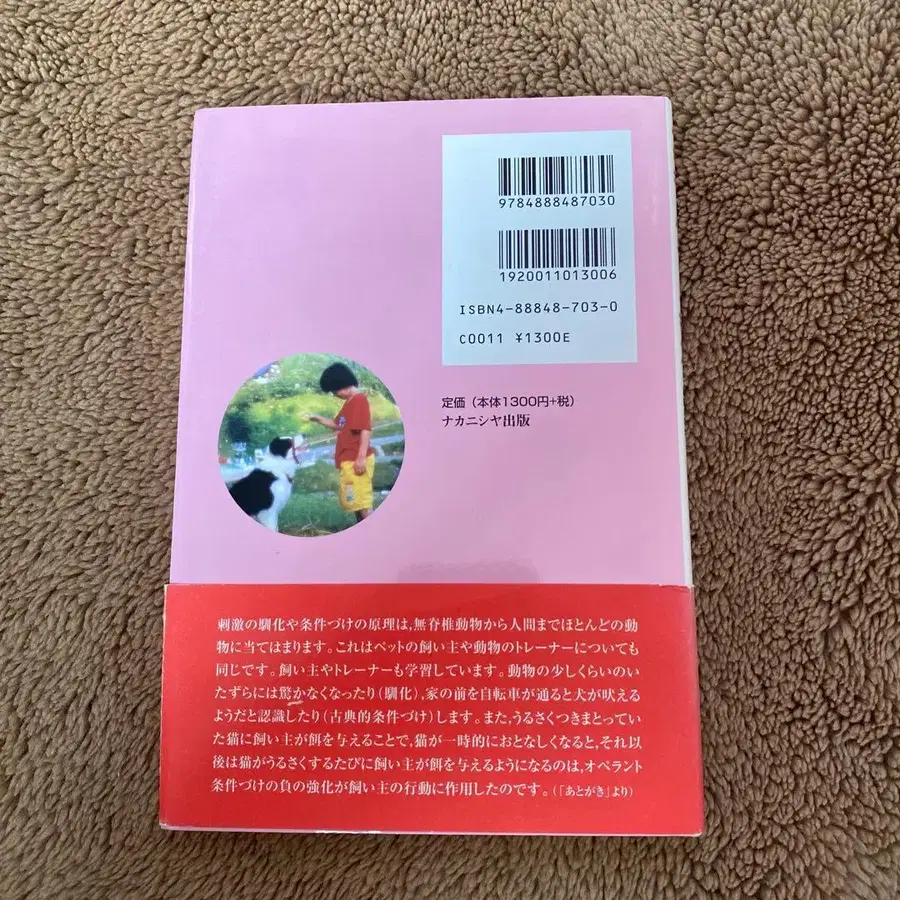 9784888487030
1920011013006
ISBN4-88848-703-0
C0011 ¥1300E
定価（本体1300円+税）
ナカニシヤ出版
刺激の馴化や条件づけの原理は,無脊椎動物から人間までほとんどの動
物に当てはまります。これはペットの飼い主や動物のトレーナーについても
同じです。飼い主やトレーナーも学習しています。動物の少しくらいのい
たずらには驚かなくなったり(馴化),家の前を自転車が通ると犬が吠える
ようだと認識したり(古典的条件づけ)します。また,うるさくつきまとってい
た猫に飼い主が餌を与えることで,猫が一時的におとなしくなると,それ以
後は猫がうるさくするたびに飼い主が餌を与えるようになるのは,オペラント
条件づけの負の強化が飼い主の行動に作用したのです。(「あとがき」より)